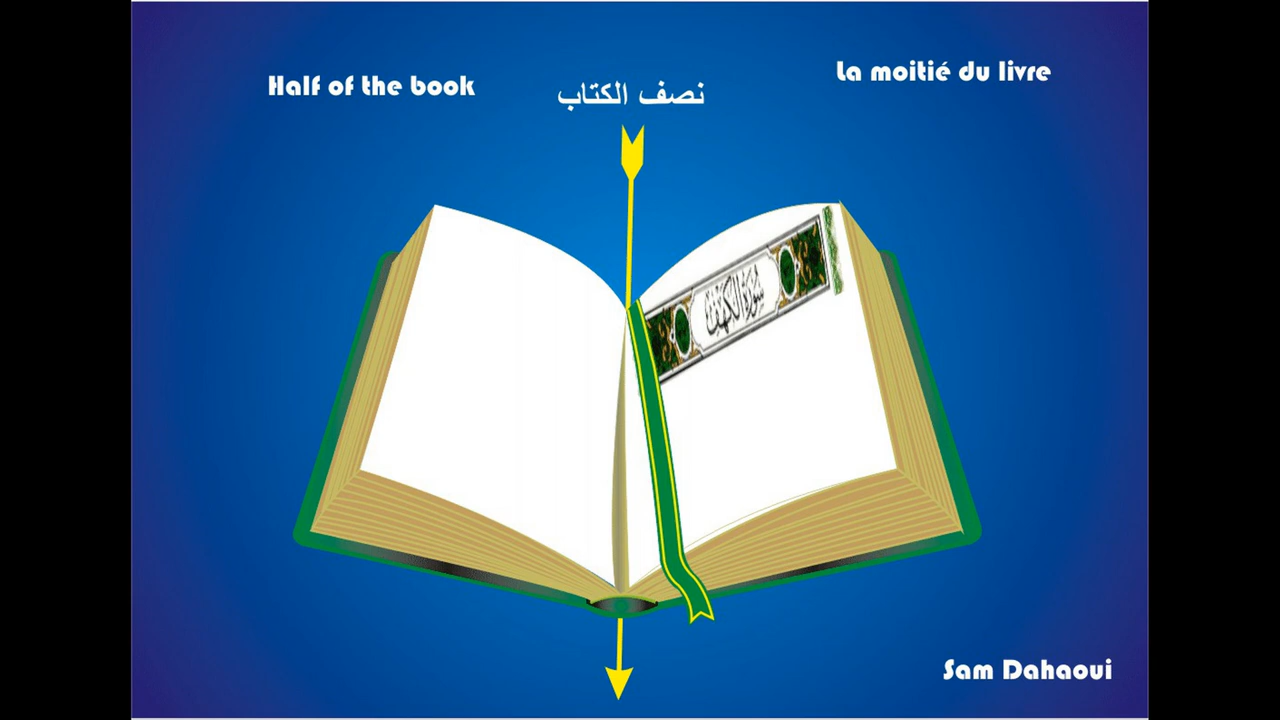 Half of the book
نصف الكتاب
La moitié du livre
سورة الكهف
Sam Dahaoui